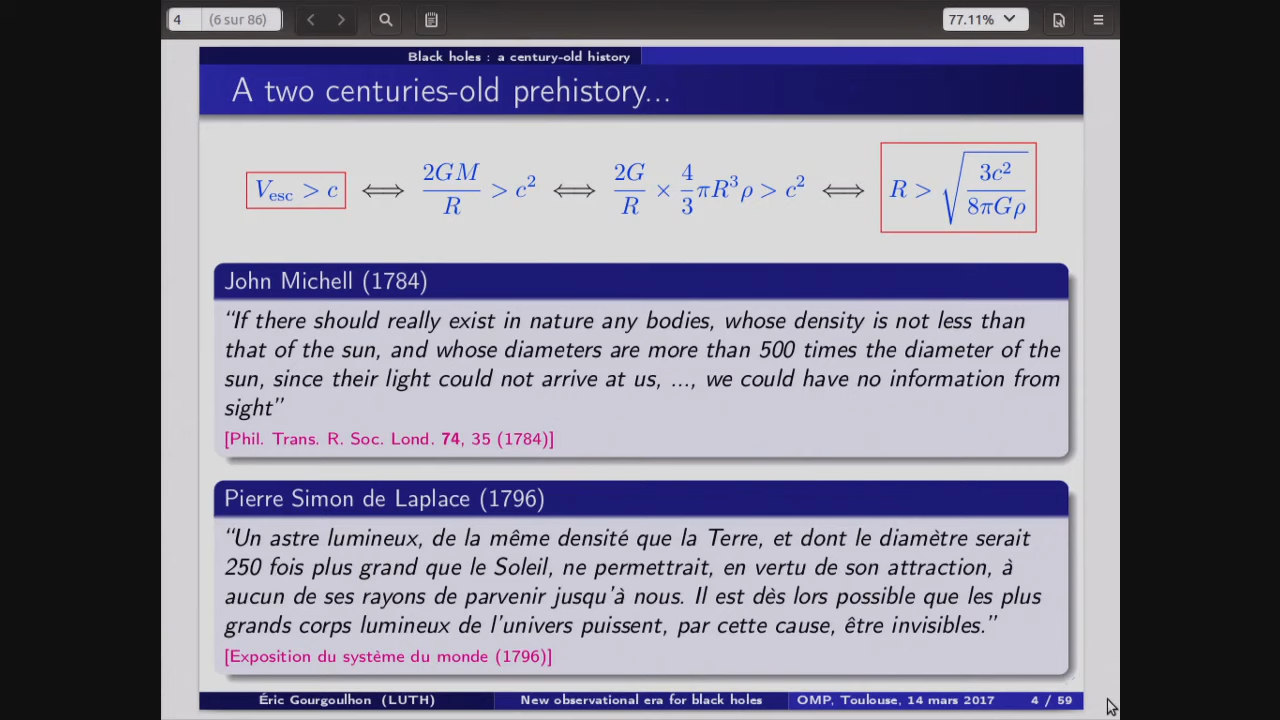 4 (6 sur 86) 77.11%
Black holes : a century-old history
A two centuries-old prehistory...
V_esc > c ⟺ 2GM/R > c² ⟺ 2G/R × 4/3 πR³ρ > c² ⟺ R > √(3c²/8πGρ)
John Michell (1784)
“If there should really exist in nature any bodies, whose density is not less than
that of the sun, and whose diameters are more than 500 times the diameter of the
sun, since their light could not arrive at us, ..., we could have no information from
sight”
[Phil. Trans. R. Soc. Lond. 74, 35 (1784)]
Pierre Simon de Laplace (1796)
“Un astre lumineux, de la même densité que la Terre, et dont le diamètre serait
250 fois plus grand que le Soleil, ne permettrait, en vertu de son attraction, à
aucun de ses rayons de parvenir jusqu'à nous. Il est dès lors possible que les plus
grands corps lumineux de l'univers puissent, par cette cause, être invisibles.”
[Exposition du système du monde (1796)]
Éric Gourgoulhon (LUTH) New observational era for black holes OMP, Toulouse, 14 mars 2017 4 / 59